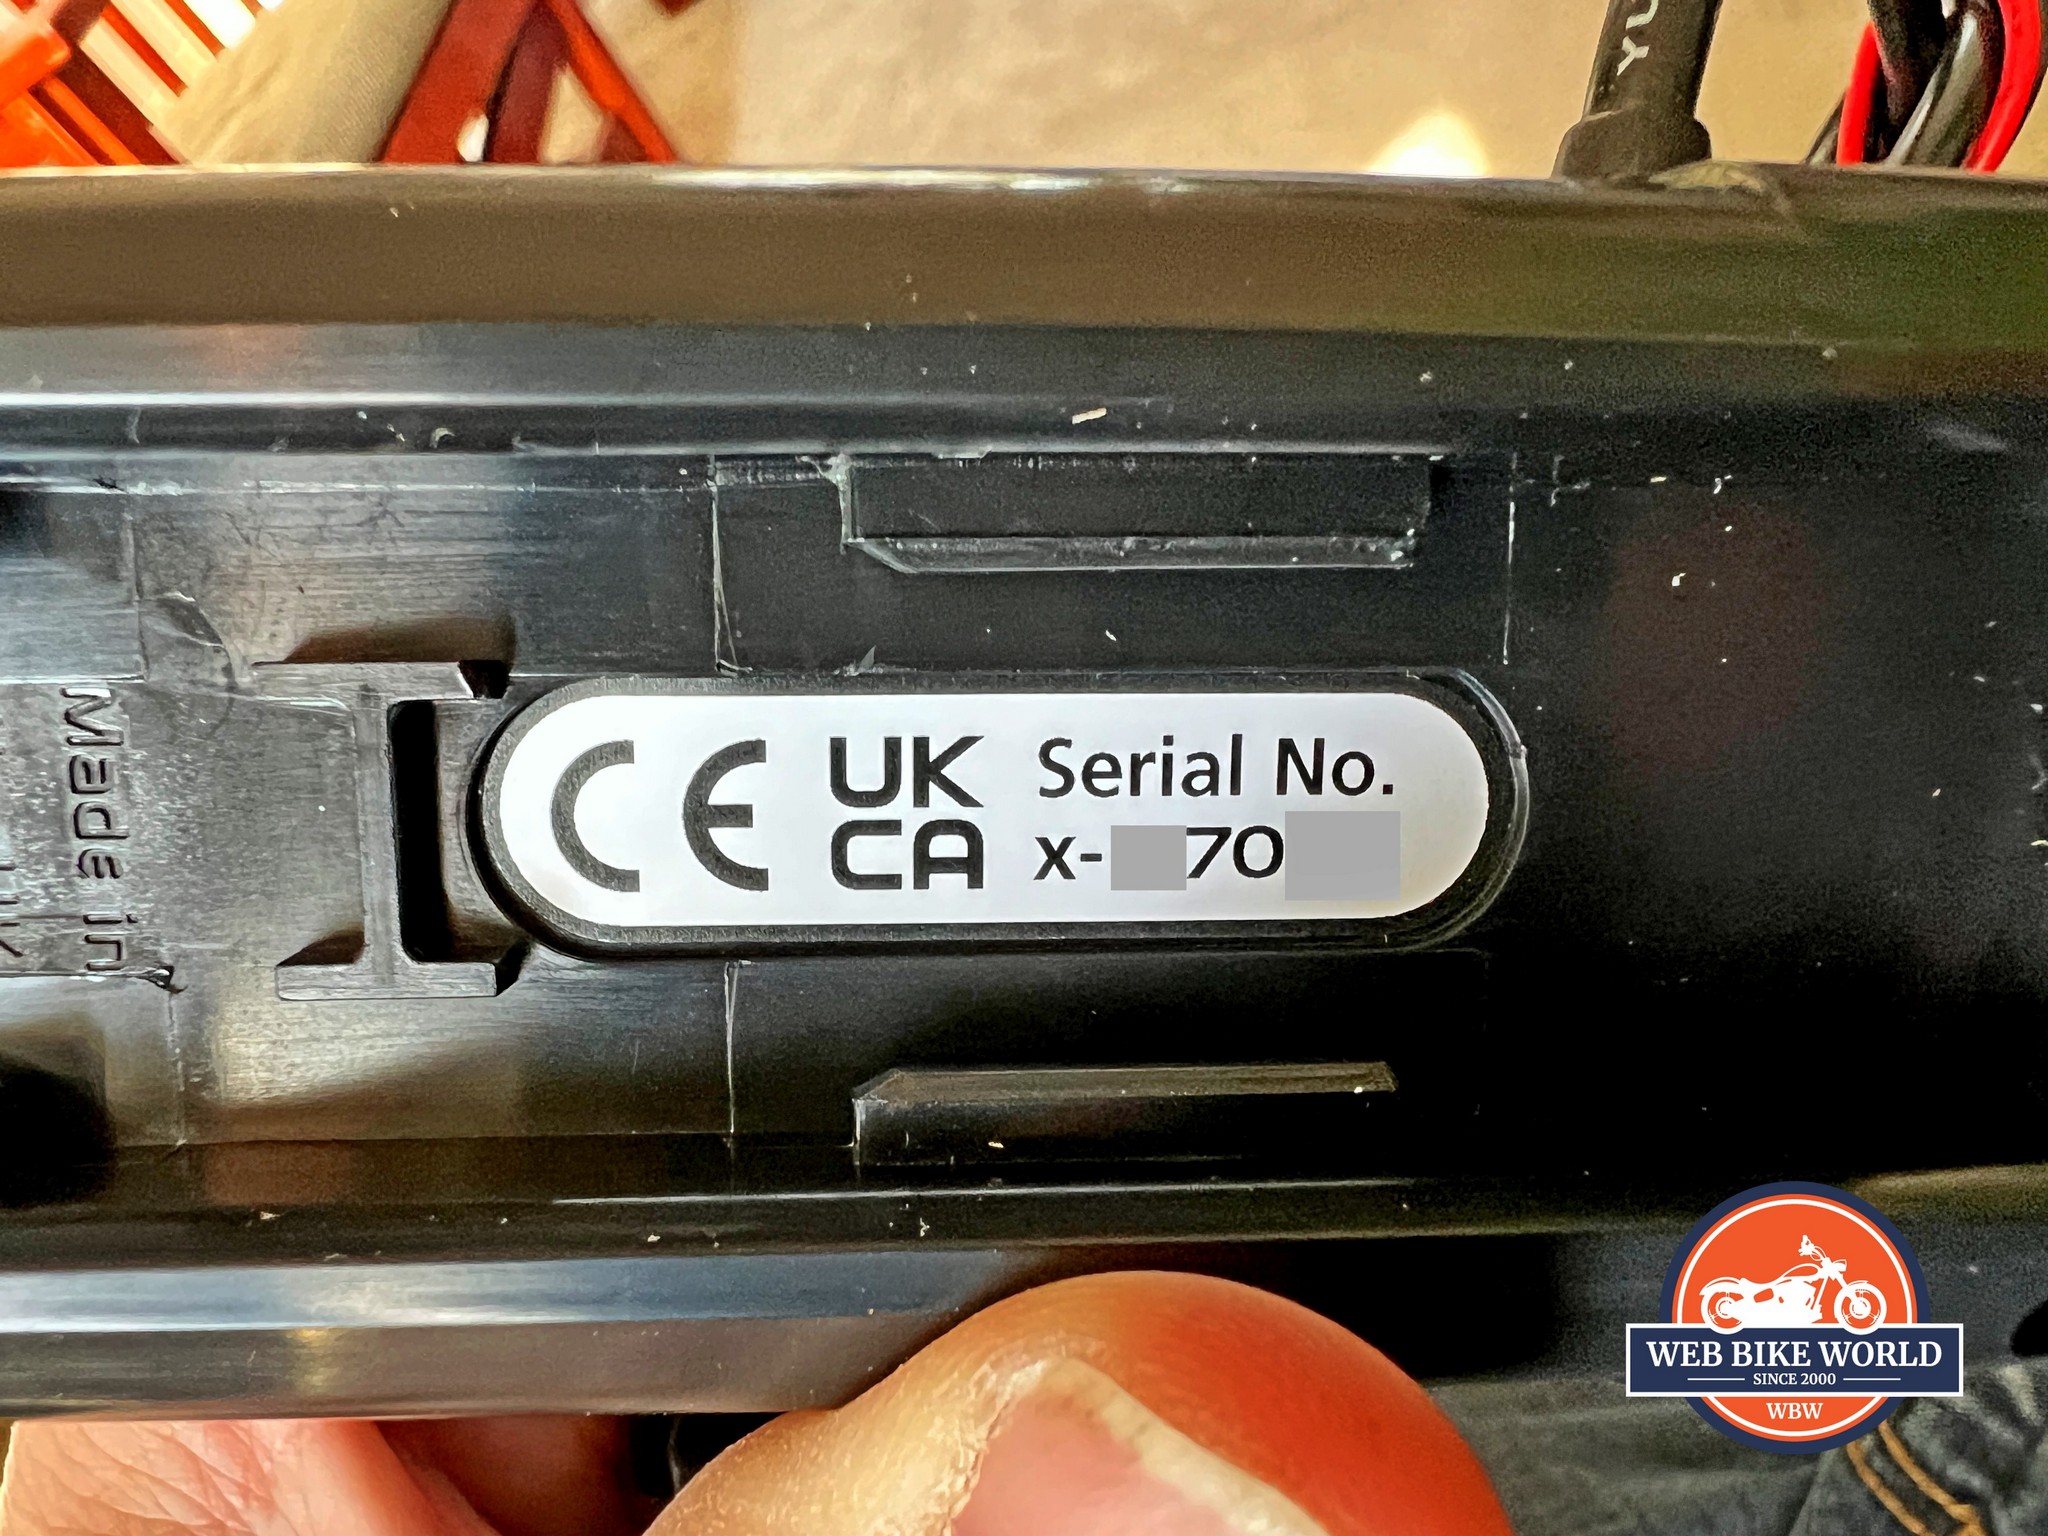 Made in
CE
UK
CA
Serial No.
x-
70
WEB BIKE WORLD
SINCE 2000
WBW